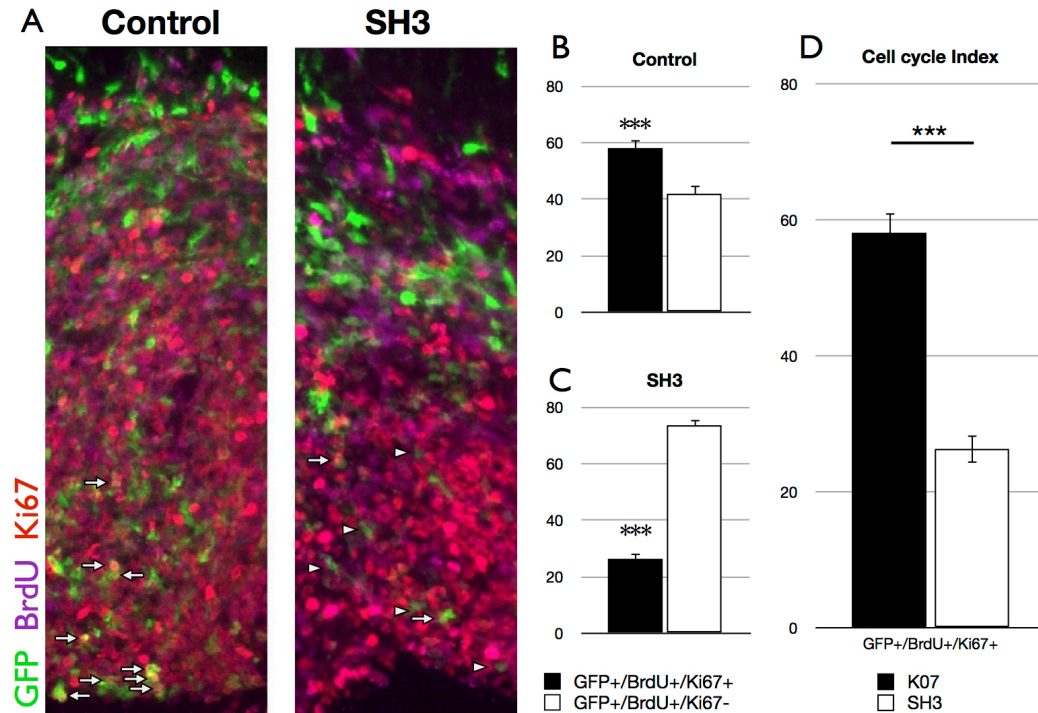 A
Control
SH3
GFP BrdU Ki67
B
Control
***
80
60
40
20
0
C
SH3
***
80
60
40
20
0
GFP+/BrdU+/Ki67+
GFP+/BrdU+/Ki67-
D
Cell cycle Index
***
80
60
40
20
0
GFP+/BrdU+/Ki67+
K07
SH3